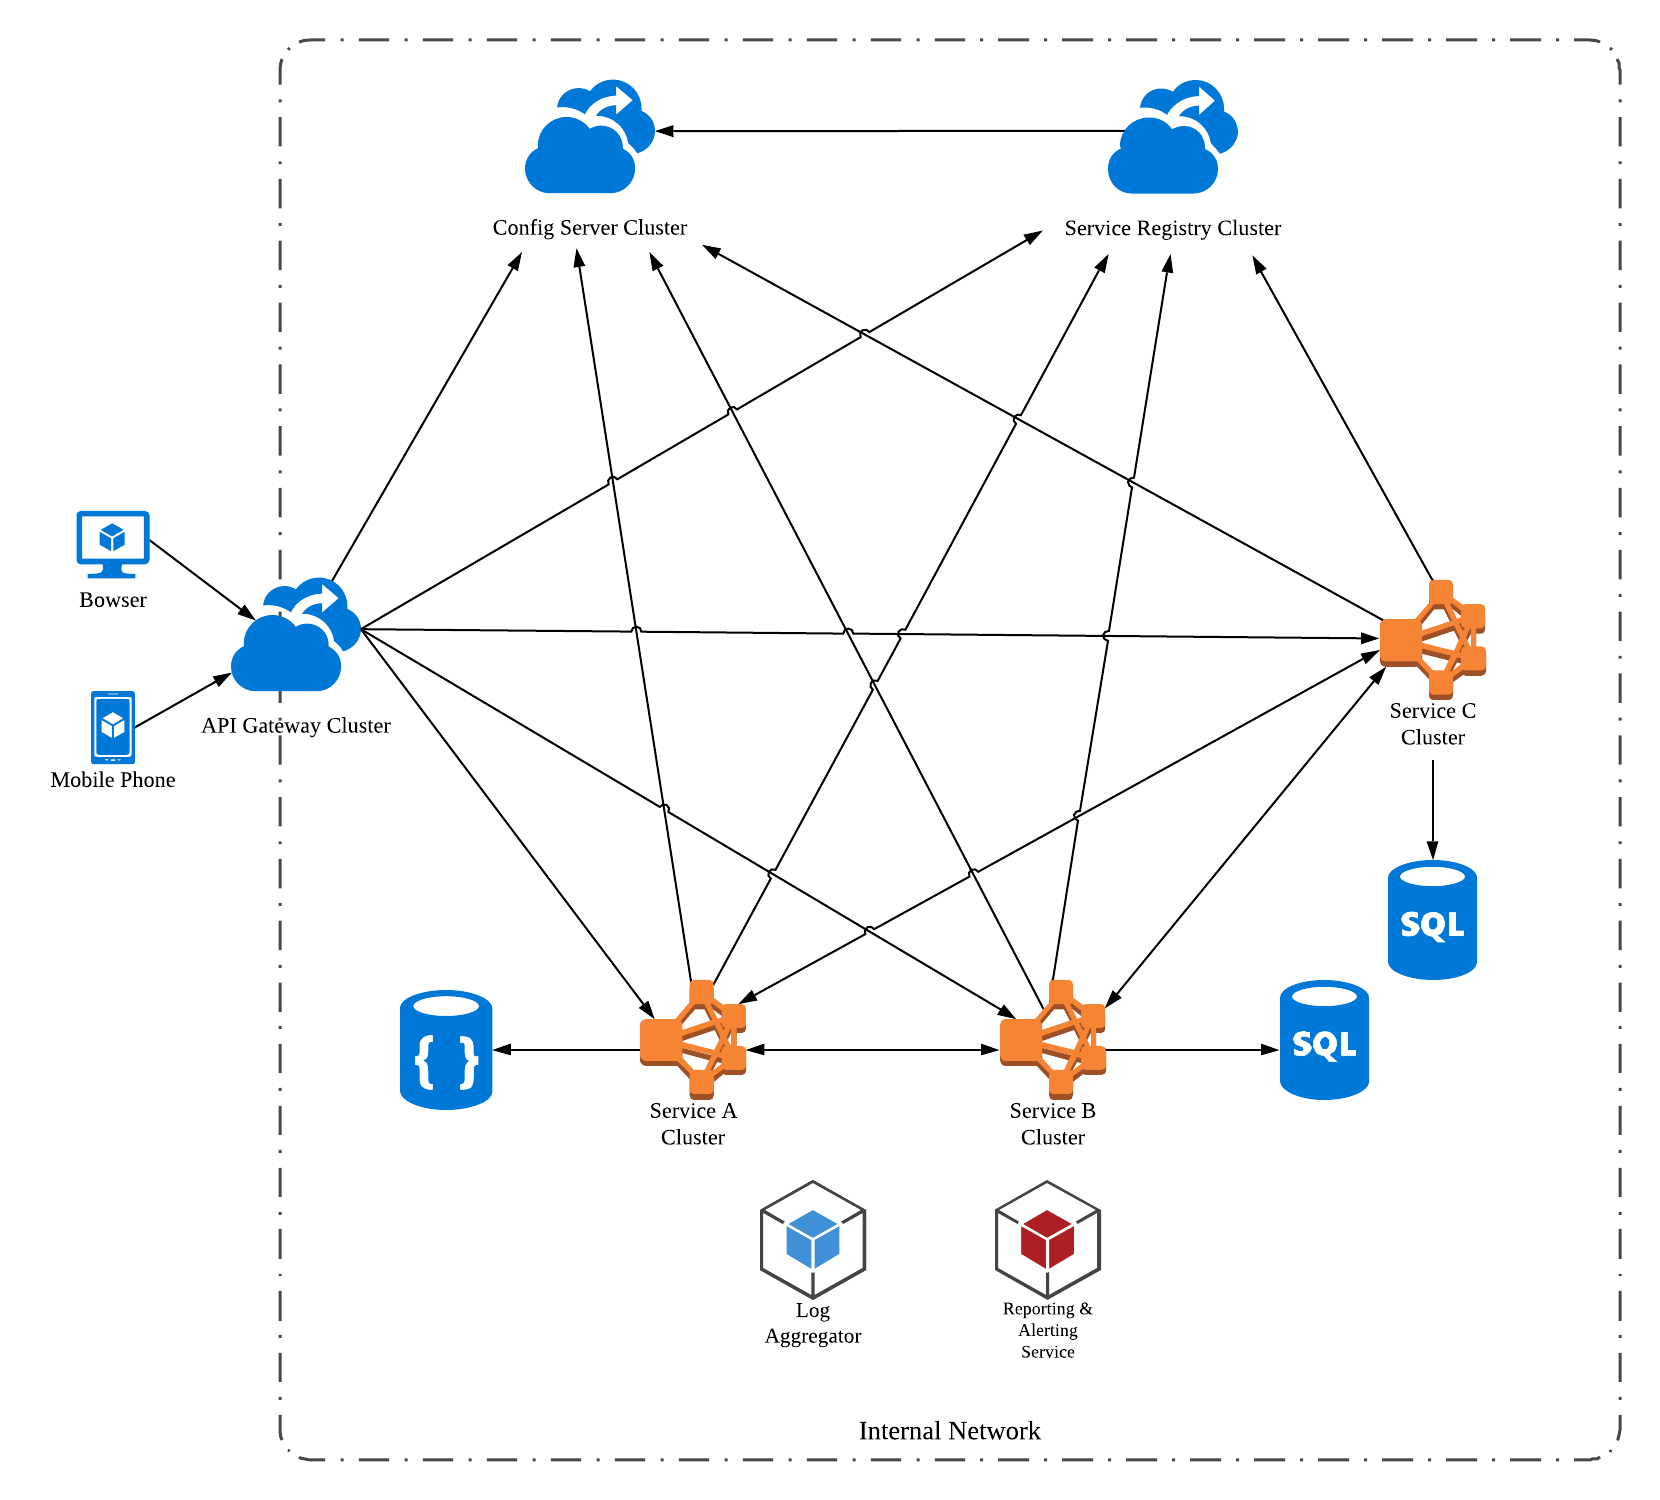 Config Server Cluster
Service Registry Cluster
Bowser
API Gateway Cluster
Mobile Phone
Service C
Cluster
SQL
{ }
SQL
Service A
Cluster
Service B
Cluster
Log
Aggregator
Reporting &
Alerting
Service
Internal Network